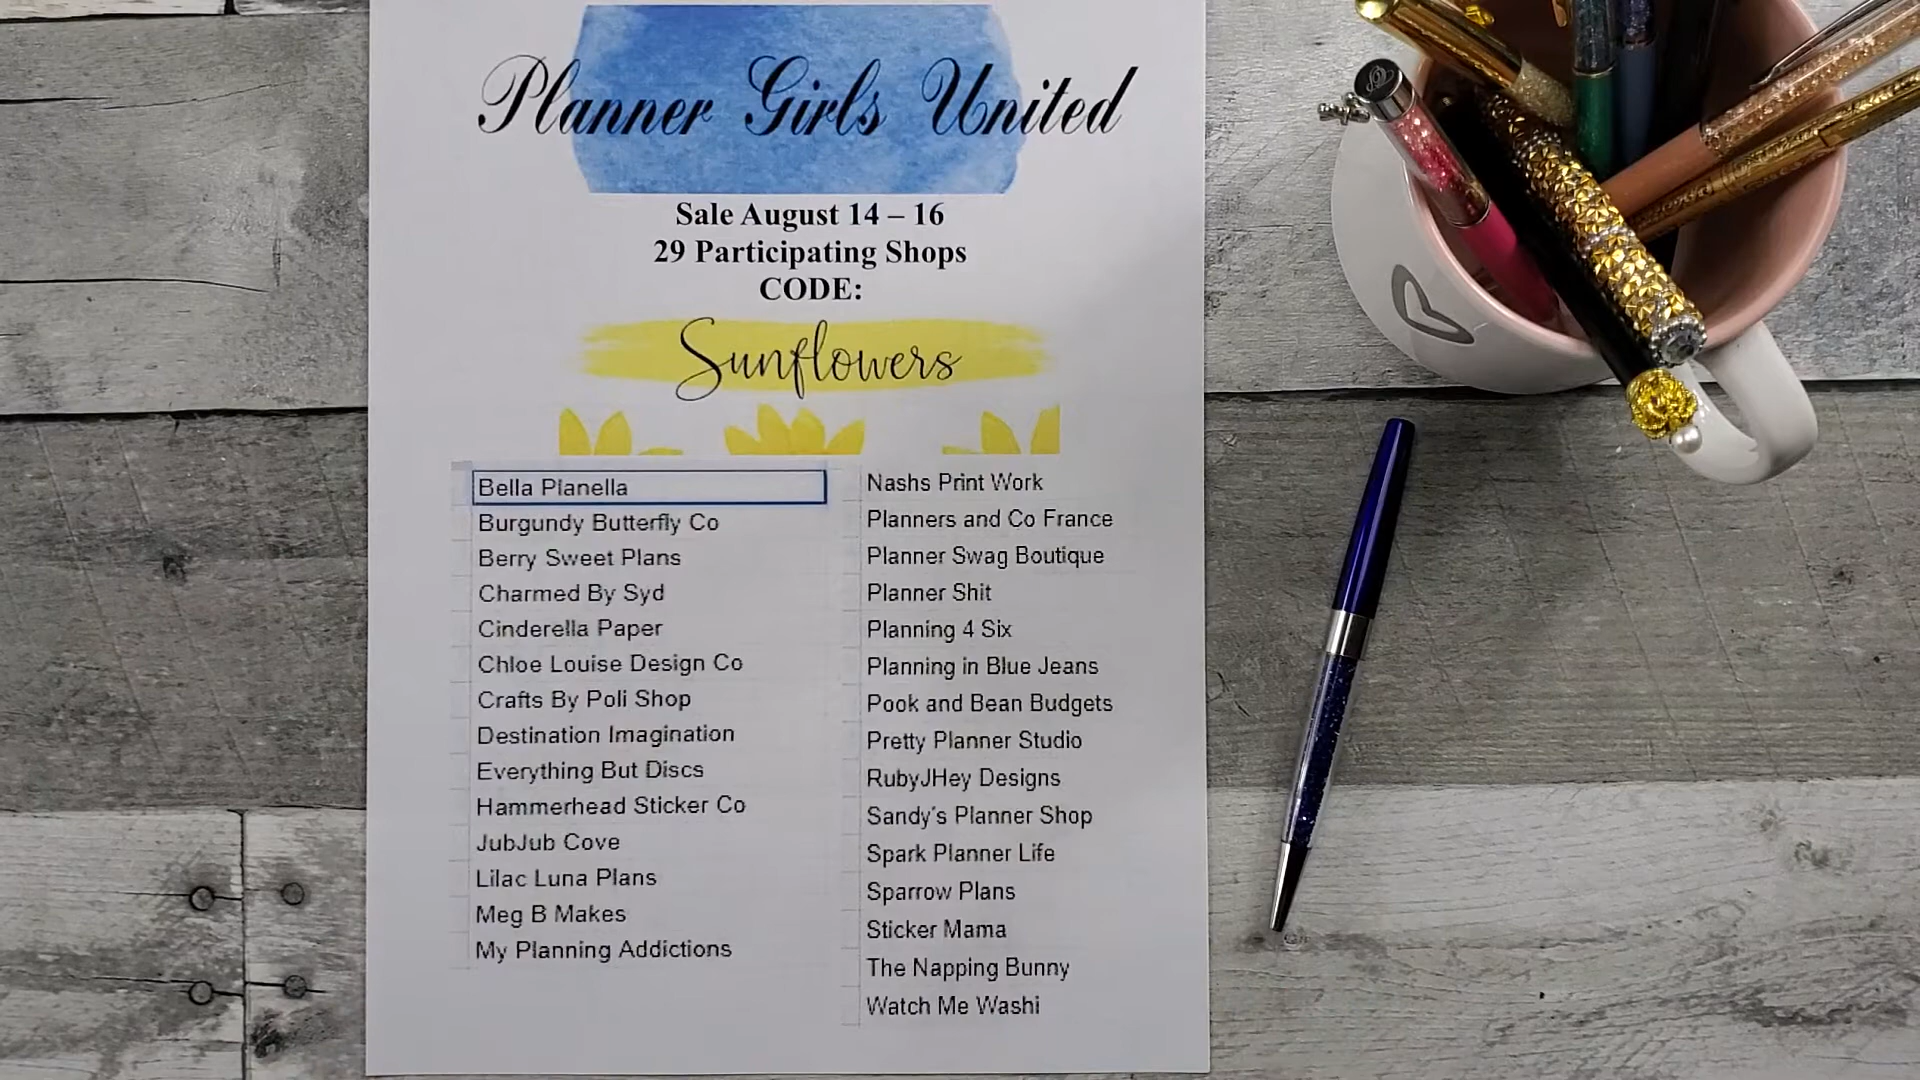 Planner Girls United
Sale August 14 – 16
29 Participating Shops
CODE:
Sunflowers
Bella Planella
Burgundy Butterfly Co
Berry Sweet Plans
Charmed By Syd
Cinderella Paper
Chloe Louise Design Co
Crafts By Poli Shop
Destination Imagination
Everything But Discs
Hammerhead Sticker Co
JubJub Cove
Lilac Luna Plans
Meg B Makes
My Planning Addictions
Nashs Print Work
Planners and Co France
Planner Swag Boutique
Planner Shit
Planning 4 Six
Planning in Blue Jeans
Pook and Bean Budgets
Pretty Planner Studio
RubyJHey Designs
Sandy's Planner Shop
Spark Planner Life
Sparrow Plans
Sticker Mama
The Napping Bunny
Watch Me Washi